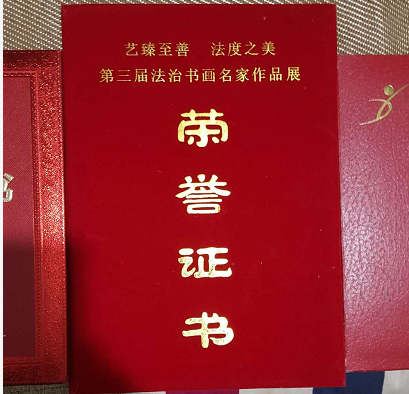 艺臻至善 法度之美
第三届法治书画名家作品展
荣
誉
证
书
书